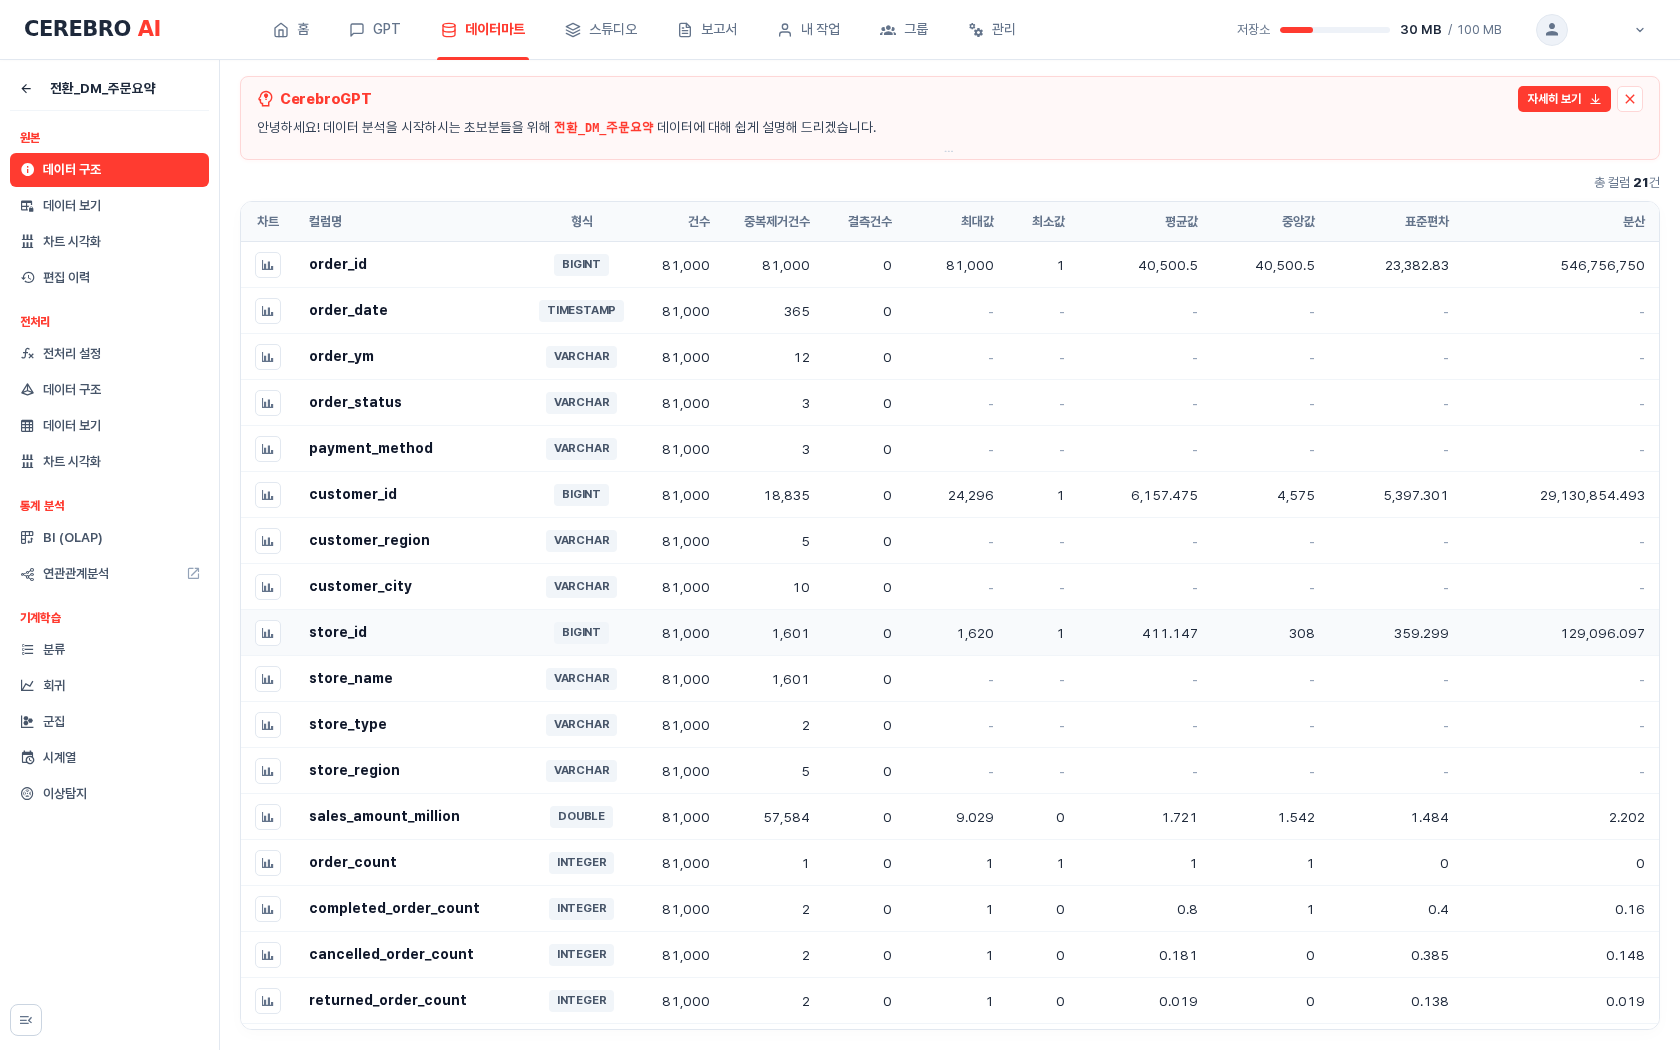 CEREBRO AI
홈
GPT
데이터마트
스튜디오
보고서
내 작업
그룹
관리
저장소
30 MB / 100 MB
전환_DM_주문요약
원본
데이터 구조
데이터 보기
차트 시각화
편집 이력
전처리
전처리 설정
데이터 구조
데이터 보기
차트 시각화
통계 분석
BI (OLAP)
연관관계분석
기계학습
분류
회귀
군집
시계열
이상탐지
CerebroGPT
자세히 보기
안녕하세요! 데이터 분석을 시작하시는 초보분들을 위해 전환_DM_주문요약 데이터에 대해 쉽게 설명해 드리겠습니다.
...
총 컬럼 21건
차트 컬럼명 형식 건수 중복제거건수 결측건수 최대값 최소값 평균값 중앙값 표준편차 분산
order_id BIGINT 81,000 81,000 0 81,000 1 40,500.5 40,500.5 23,382.83 546,756,750
order_date TIMESTAMP 81,000 365 0 - - - - - -
order_ym VARCHAR 81,000 12 0 - - - - - -
order_status VARCHAR 81,000 3 0 - - - - - -
payment_method VARCHAR 81,000 3 0 - - - - - -
customer_id BIGINT 81,000 18,835 0 24,296 1 6,157.475 4,575 5,397.301 29,130,854.493
customer_region VARCHAR 81,000 5 0 - - - - - -
customer_city VARCHAR 81,000 10 0 - - - - - -
store_id BIGINT 81,000 1,601 0 1,620 1 411.147 308 359.299 129,096.097
store_name VARCHAR 81,000 1,601 0 - - - - - -
store_type VARCHAR 81,000 2 0 - - - - - -
store_region VARCHAR 81,000 5 0 - - - - - -
sales_amount_million DOUBLE 81,000 57,584 0 9.029 0 1.721 1.542 1.484 2.202
order_count INTEGER 81,000 1 0 1 1 1 1 0 0
completed_order_count INTEGER 81,000 2 0 1 0 0.8 1 0.4 0.16
cancelled_order_count INTEGER 81,000 2 0 1 0 0.181 0 0.385 0.148
returned_order_count INTEGER 81,000 2 0 1 0 0.019 0 0.138 0.019